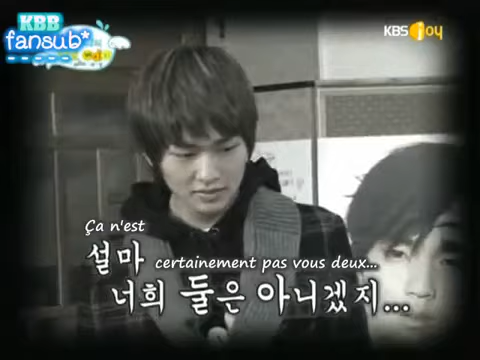 KBB
fansub*
KBS joy
Ça n'est
설마
certainement pas vous deux...
너희 둘은 아니겠지...